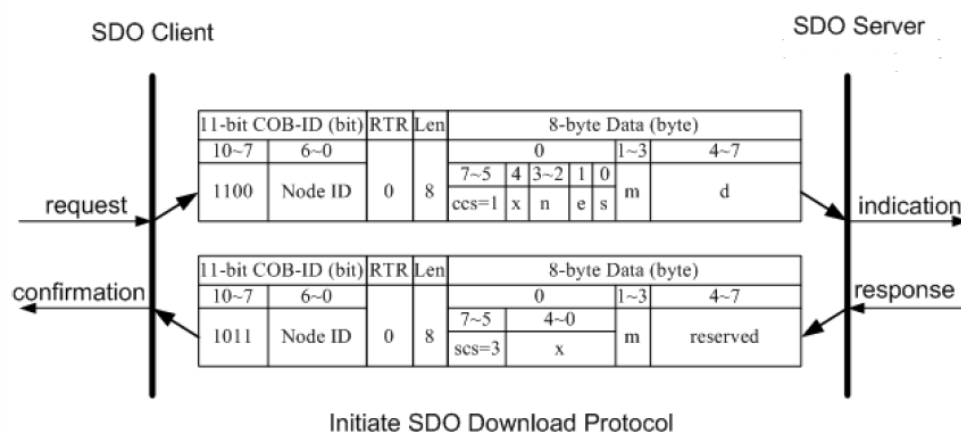 SDO Client
SDO Server
11-bit COB-ID (bit) RTR Len 8-byte Data (byte)
10~7 6~0 0 1~3 4~7
7~5 4 3~2 1 0
1100 Node ID 0 8 m d
ccs=1 x n e s
request
indication
11-bit COB-ID (bit) RTR Len 8-byte Data (byte)
confirmation
response
10~7 6~0 0 1~3 4~7
7~5 4~0
1011 Node ID 0 8 m reserved
scs=3 x
Initiate SDO Download Protocol